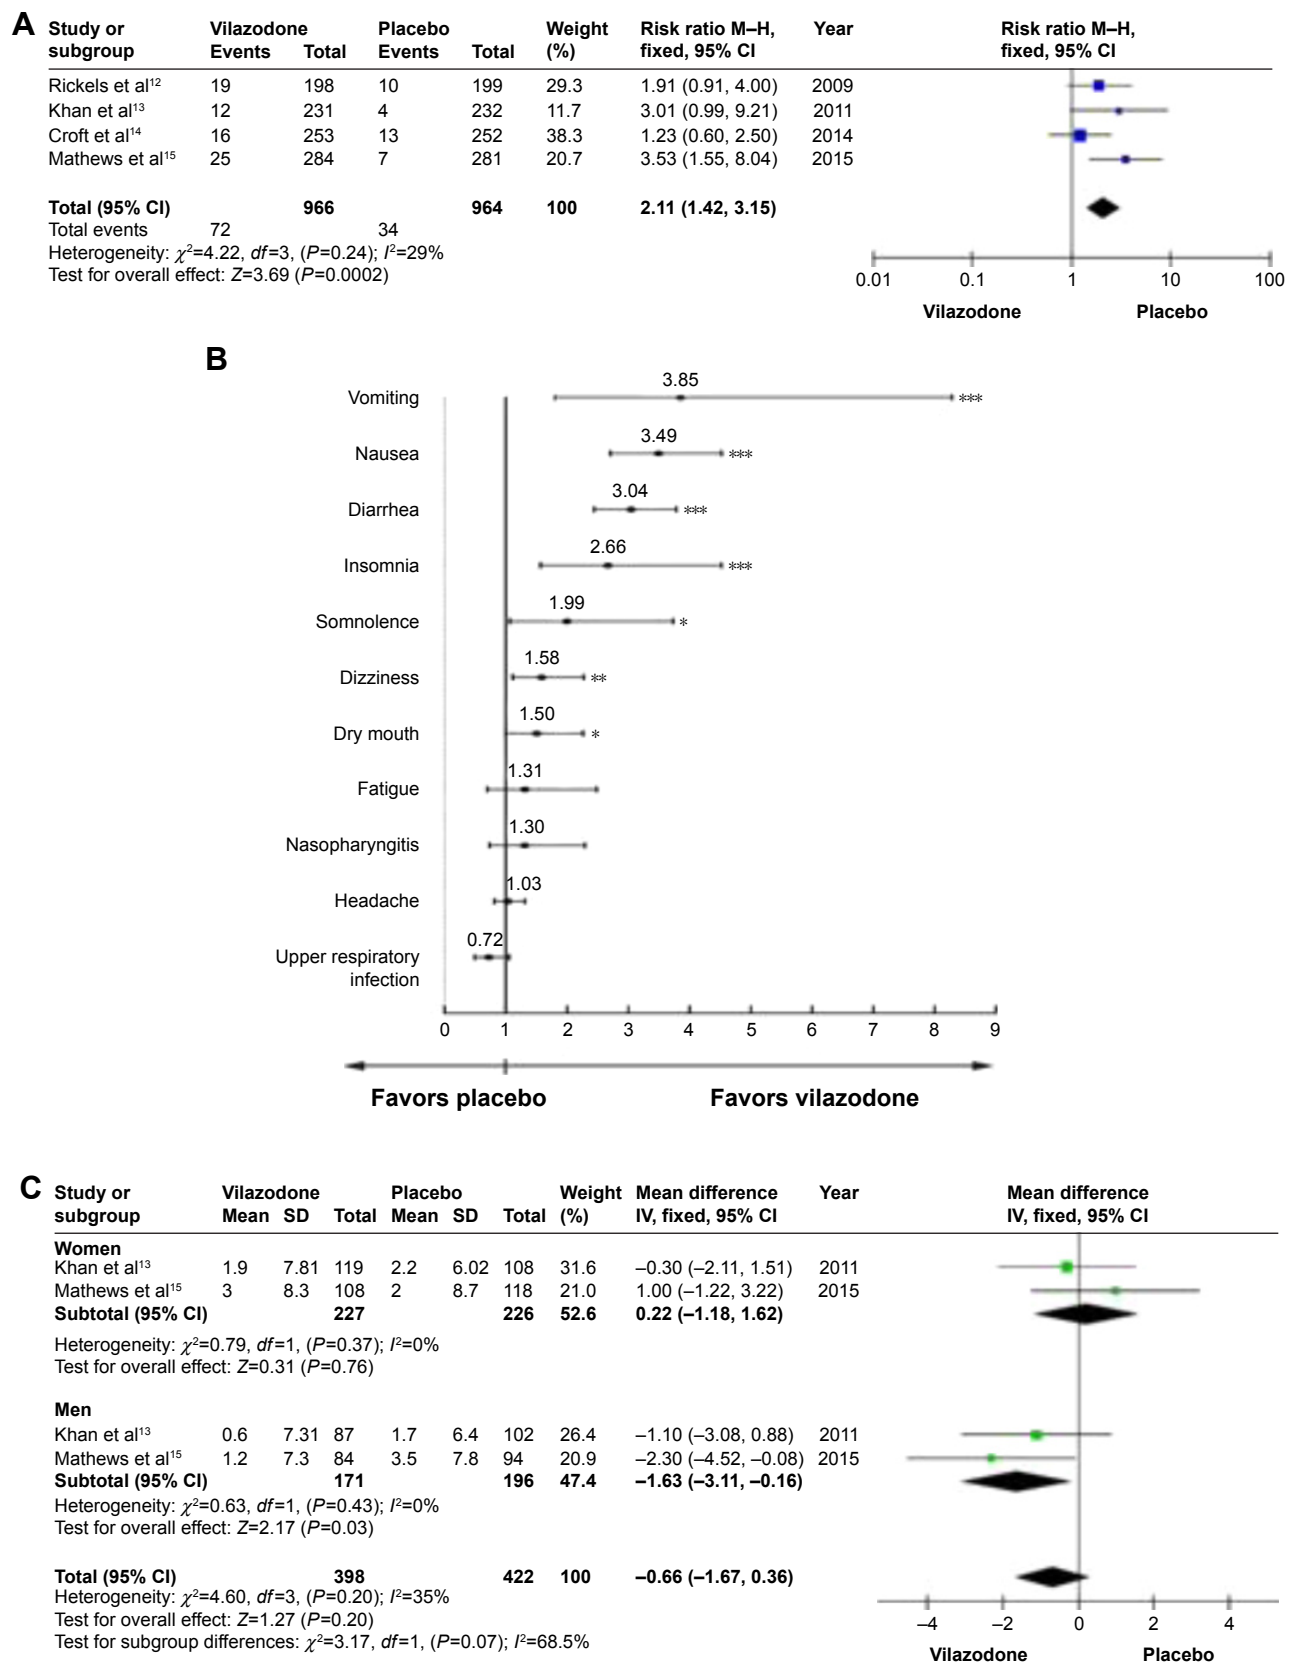 A
Study or subgroup Vilazodone Events Total Placebo Events Total Weight (%) Risk ratio M–H, fixed, 95% CI Year Risk ratio M–H, fixed, 95% CI
Rickels et al12 19 198 10 199 29.3 1.91 (0.91, 4.00) 2009
Khan et al13 12 231 4 232 11.7 3.01 (0.99, 9.21) 2011
Croft et al14 16 253 13 252 38.3 1.23 (0.60, 2.50) 2014
Mathews et al15 25 284 7 281 20.7 3.53 (1.55, 8.04) 2015
Total (95% CI) 966 964 100 2.11 (1.42, 3.15)
Total events 72 34
Heterogeneity: χ2=4.22, df=3, (P=0.24); I2=29%
Test for overall effect: Z=3.69 (P=0.0002)
0.01 0.1 1 10 100
Vilazodone Placebo
B
Vomiting 3.85 ***
Nausea 3.49 ***
Diarrhea 3.04 ***
Insomnia 2.66 ***
Somnolence 1.99 *
Dizziness 1.58 **
Dry mouth 1.50 *
Fatigue 1.31
Nasopharyngitis 1.30
Headache 1.03
Upper respiratory 0.72
infection
0 1 2 3 4 5 6 7 8 9
Favors placebo Favors vilazodone
C
Study or subgroup Vilazodone Mean SD Total Placebo Mean SD Total Weight (%) Mean difference IV, fixed, 95% CI Year Mean difference IV, fixed, 95% CI
Women
Khan et al13 1.9 7.81 119 2.2 6.02 108 31.6 –0.30 (–2.11, 1.51) 2011
Mathews et al15 3 8.3 108 2 8.7 118 21.0 1.00 (–1.22, 3.22) 2015
Subtotal (95% CI) 227 226 52.6 0.22 (–1.18, 1.62)
Heterogeneity: χ2=0.79, df=1, (P=0.37); I2=0%
Test for overall effect: Z=0.31 (P=0.76)
Men
Khan et al13 0.6 7.31 87 1.7 6.4 102 26.4 –1.10 (–3.08, 0.88) 2011
Mathews et al15 1.2 7.3 84 3.5 7.8 94 20.9 –2.30 (–4.52, –0.08) 2015
Subtotal (95% CI) 171 196 47.4 –1.63 (–3.11, –0.16)
Heterogeneity: χ2=0.63, df=1, (P=0.43); I2=0%
Test for overall effect: Z=2.17 (P=0.03)
Total (95% CI) 398 422 100 –0.66 (–1.67, 0.36)
Heterogeneity: χ2=4.60, df=3, (P=0.20); I2=35%
Test for overall effect: Z=1.27 (P=0.20)
Test for subgroup differences: χ2=3.17, df=1, (P=0.07); I2=68.5%
–4 –2 0 2 4
Vilazodone Placebo